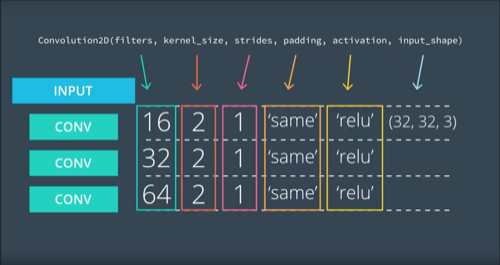 Convolution2D(filters, kernel_size, strides, padding, activation, input_shape)
INPUT
CONV 16 2 1 ‘same’ ‘relu’ (32, 32, 3)
CONV 32 2 1 ‘same’ ‘relu’
CONV 64 2 1 ‘same’ ‘relu’